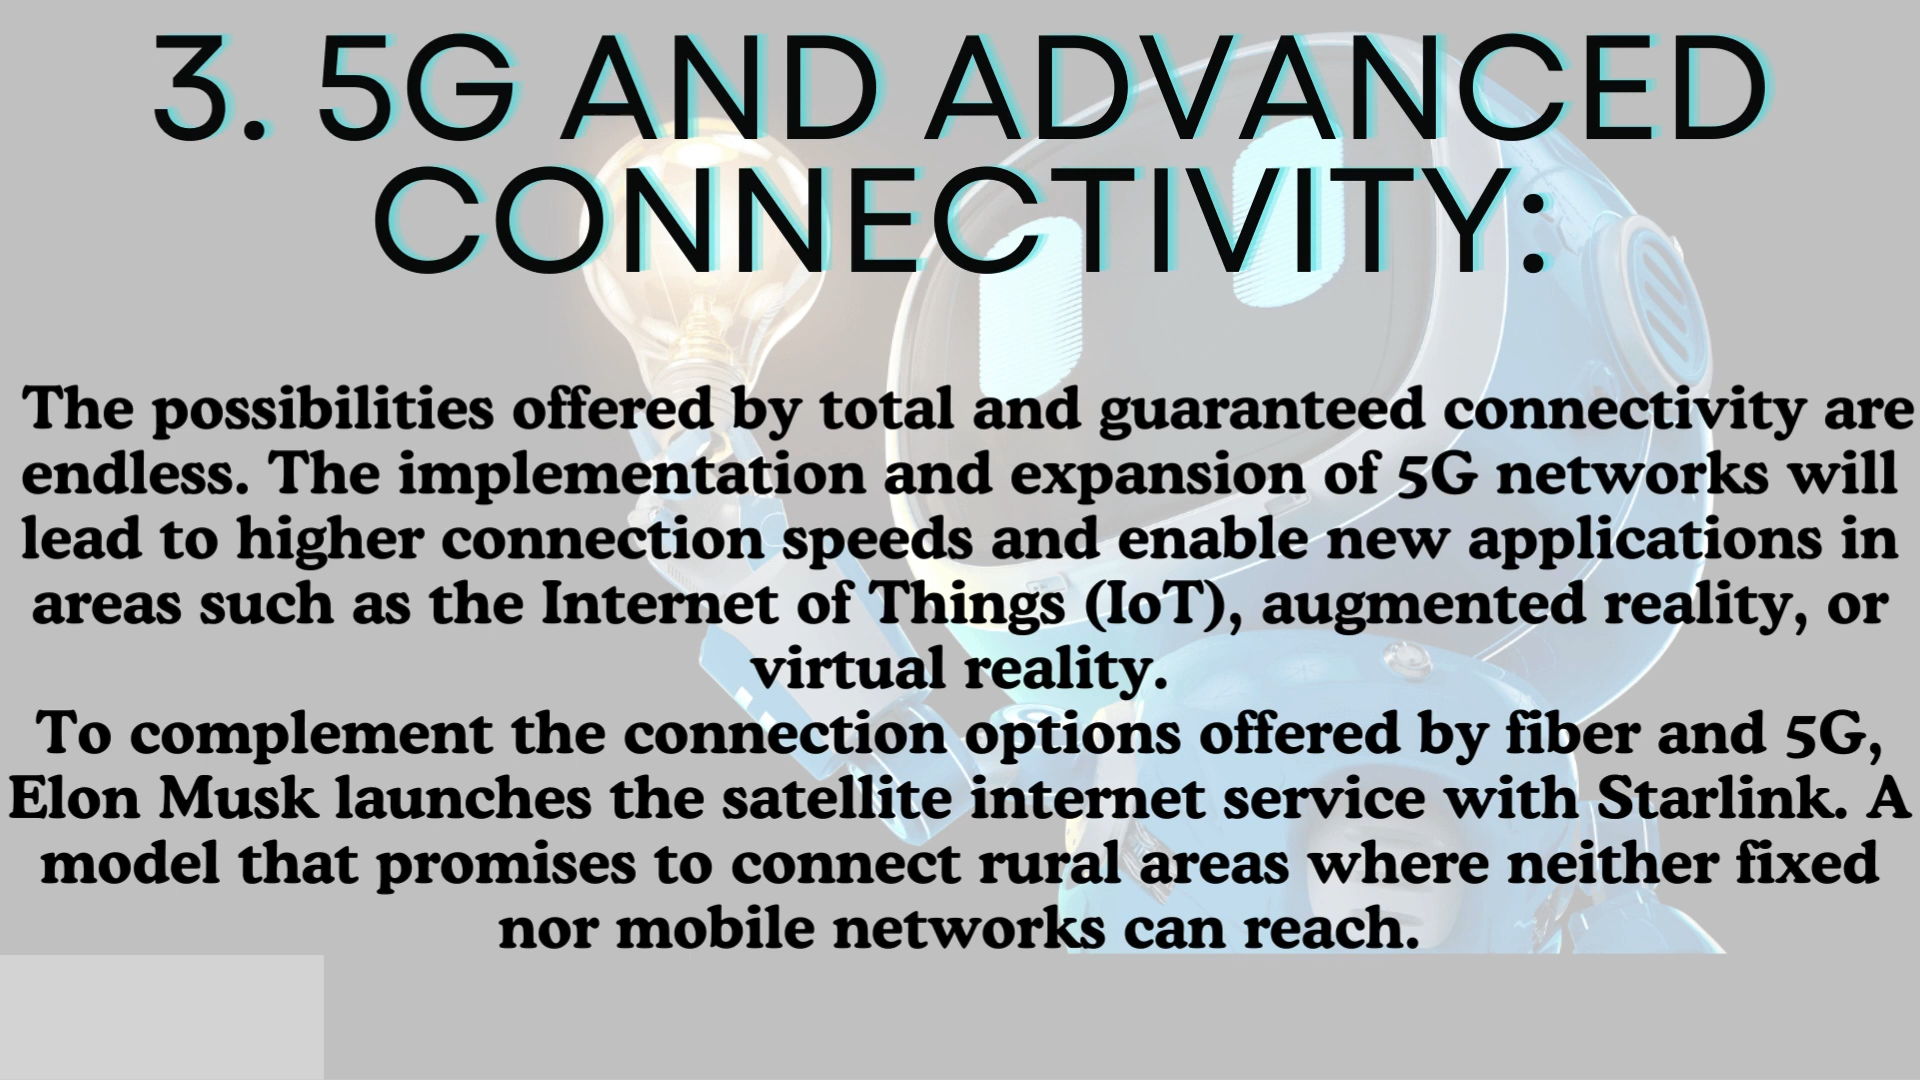 3. 5G AND ADVANCED
CONNECTIVITY:
The possibilities offered by total and guaranteed connectivity are
endless. The implementation and expansion of 5G networks will
lead to higher connection speeds and enable new applications in
areas such as the Internet of Things (IoT), augmented reality, or
virtual reality.
To complement the connection options offered by fiber and 5G,
Elon Musk launches the satellite internet service with Starlink. A
model that promises to connect rural areas where neither fixed
nor mobile networks can reach.